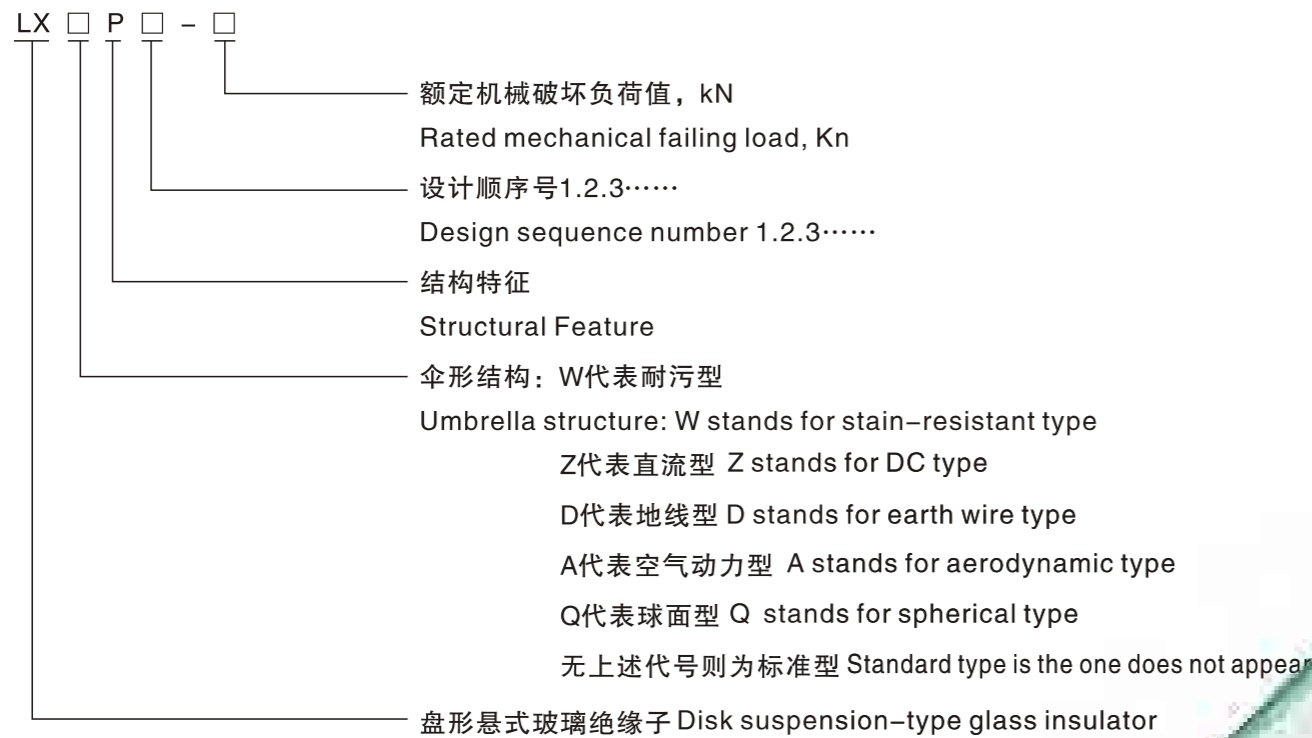 LX □ P □ – □
额定机械破坏负荷值，kN
Rated mechanical failing load, Kn
设计顺序号1.2.3……
Design sequence number 1.2.3……
结构特征
Structural Feature
伞形结构：W代表耐污型
Umbrella structure: W stands for stain–resistant type
Z代表直流型 Z stands for DC type
D代表地线型 D stands for earth wire type
A代表空气动力型 A stands for aerodynamic type
Q代表球面型 Q stands for spherical type
无上述代号则为标准型 Standard type is the one does not appear
盘形悬式玻璃绝缘子 Disk suspension–type glass insulator